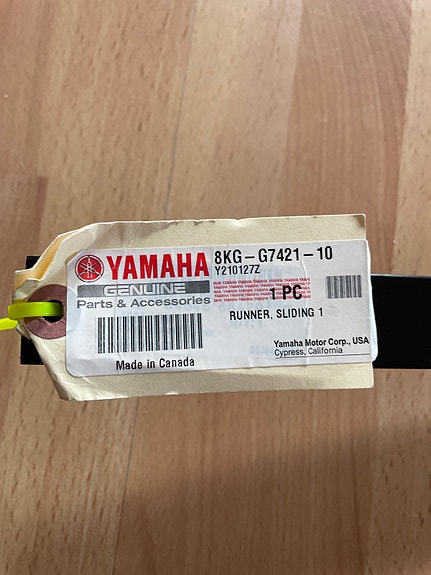 YAMAHA 8KG-G7421-10
Y210127Z
GENUINE
Parts & Accessories 1 PC
RUNNER, SLIDING 1
Made in Canada
Yamaha Motor Corp., USA
Cypress, California